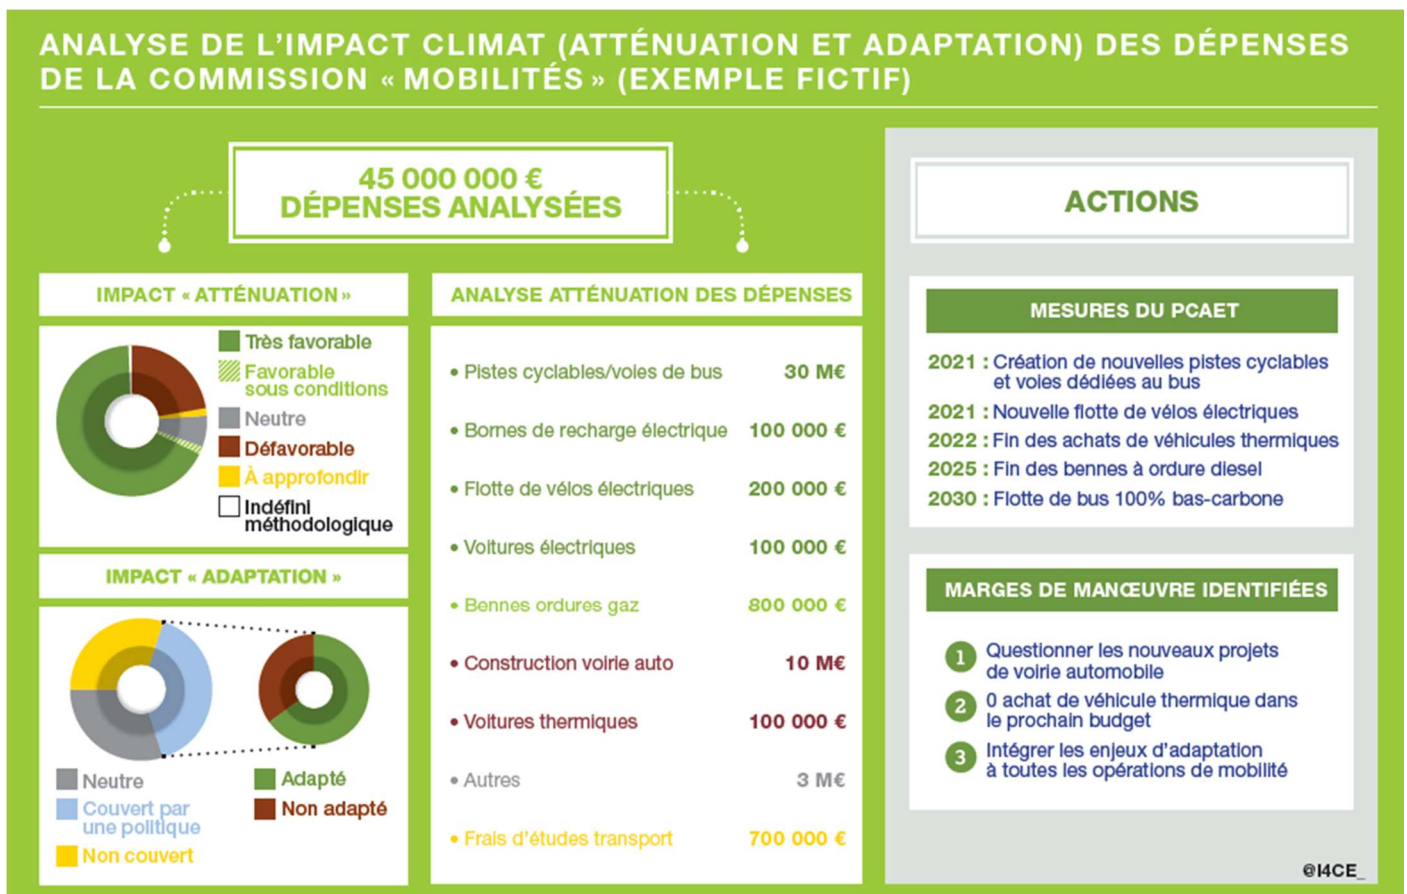 ANALYSE DE L'IMPACT CLIMAT (ATTÉNUATION ET ADAPTATION) DES DÉPENSES
DE LA COMMISSION « MOBILITÉS » (EXEMPLE FICTIF)
45 000 000 €
DÉPENSES ANALYSÉES
IMPACT « ATTÉNUATION »
Très favorable
Favorable
sous conditions
Neutre
Défavorable
À approfondir
Indéfini
méthodologique
IMPACT « ADAPTATION »
Neutre
Couvert par
une politique
Non couvert
Adapté
Non adapté
ANALYSE ATTÉNUATION DES DÉPENSES
• Pistes cyclables/voies de bus 30 M€
• Bornes de recharge électrique 100 000 €
• Flotte de vélos électriques 200 000 €
• Voitures électriques 100 000 €
• Bennes ordures gaz 800 000 €
• Construction voirie auto 10 M€
• Voitures thermiques 100 000 €
• Autres 3 M€
• Frais d'études transport 700 000 €
ACTIONS
MESURES DU PCAET
2021 : Création de nouvelles pistes cyclables
et voies dédiées au bus
2021 : Nouvelle flotte de vélos électriques
2022 : Fin des achats de véhicules thermiques
2025 : Fin des bennes à ordure diesel
2030 : Flotte de bus 100% bas-carbone
MARGES DE MANŒUVRE IDENTIFIÉES
1 Questionner les nouveaux projets
de voirie automobile
2 0 achat de véhicule thermique dans
le prochain budget
3 Intégrer les enjeux d'adaptation
à toutes les opérations de mobilité
@I4CE_